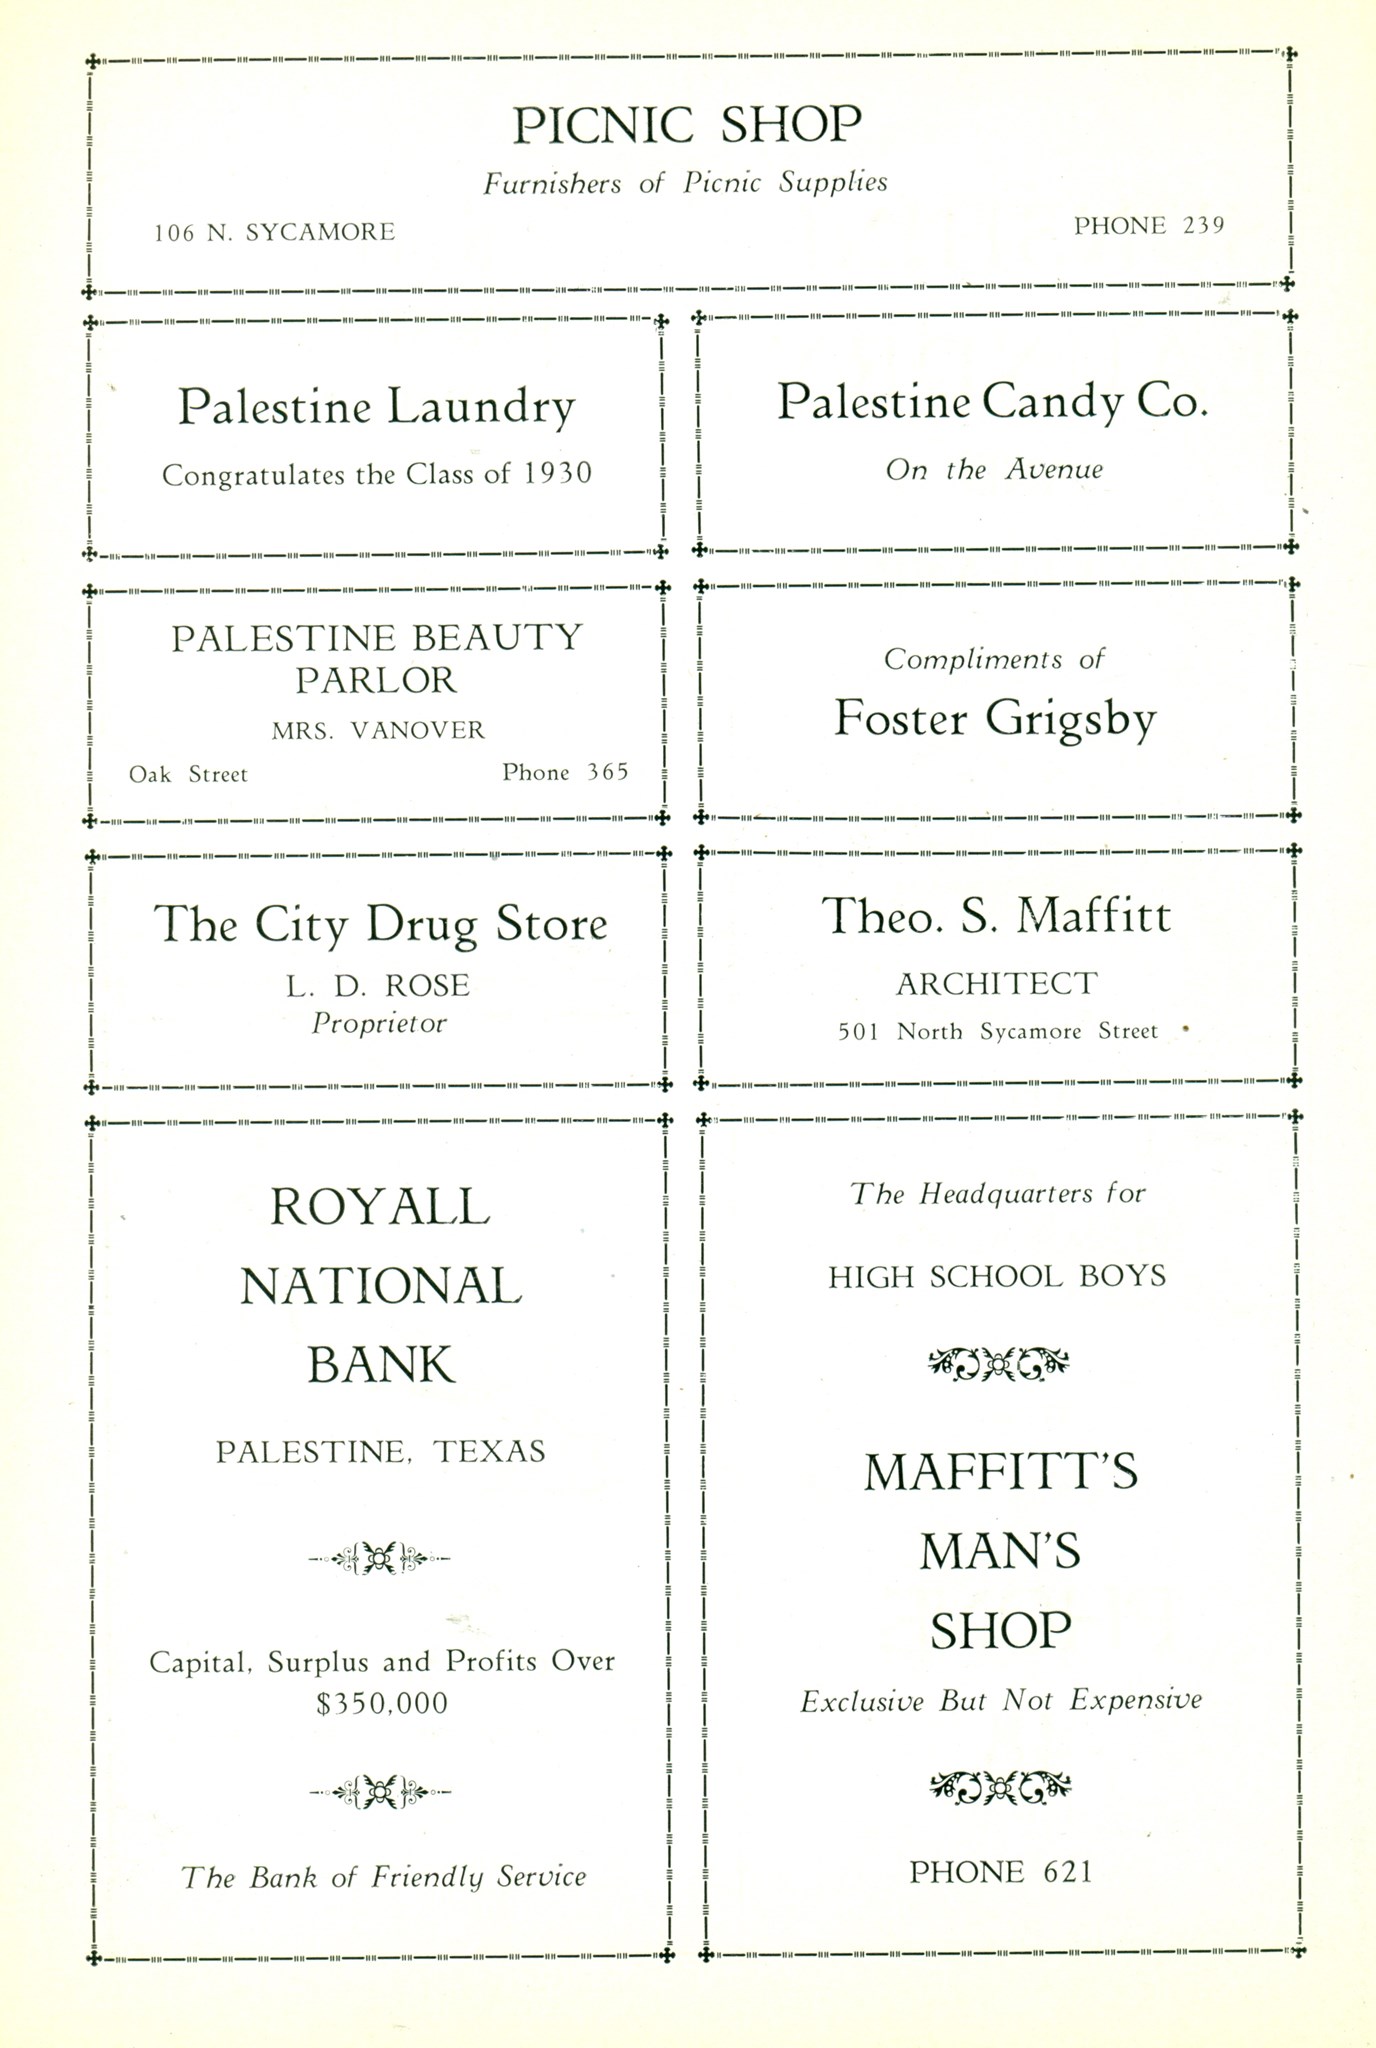 PICNIC SHOP
Furnishers of Picnic Supplies
106 N. SYCAMORE
PHONE 239
Palestine Laundry
Congratulates the Class of 1930
Palestine Candy Co.
On the Avenue
PALESTINE BEAUTY
PARLOR
MRS. VANOVER
Oak Street
Phone 365
Compliments of
Foster Grigsby
The City Drug Store
L. D. ROSE
Proprietor
Theo. S. Maffitt
ARCHITECT
501 North Sycamore Street
ROYALL
NATIONAL
BANK
PALESTINE, TEXAS
Capital, Surplus and Profits Over
$350,000
The Bank of Friendly Service
The Headquarters for
HIGH SCHOOL BOYS
MAFFITT'S
MAN'S
SHOP
Exclusive But Not Expensive
PHONE 621